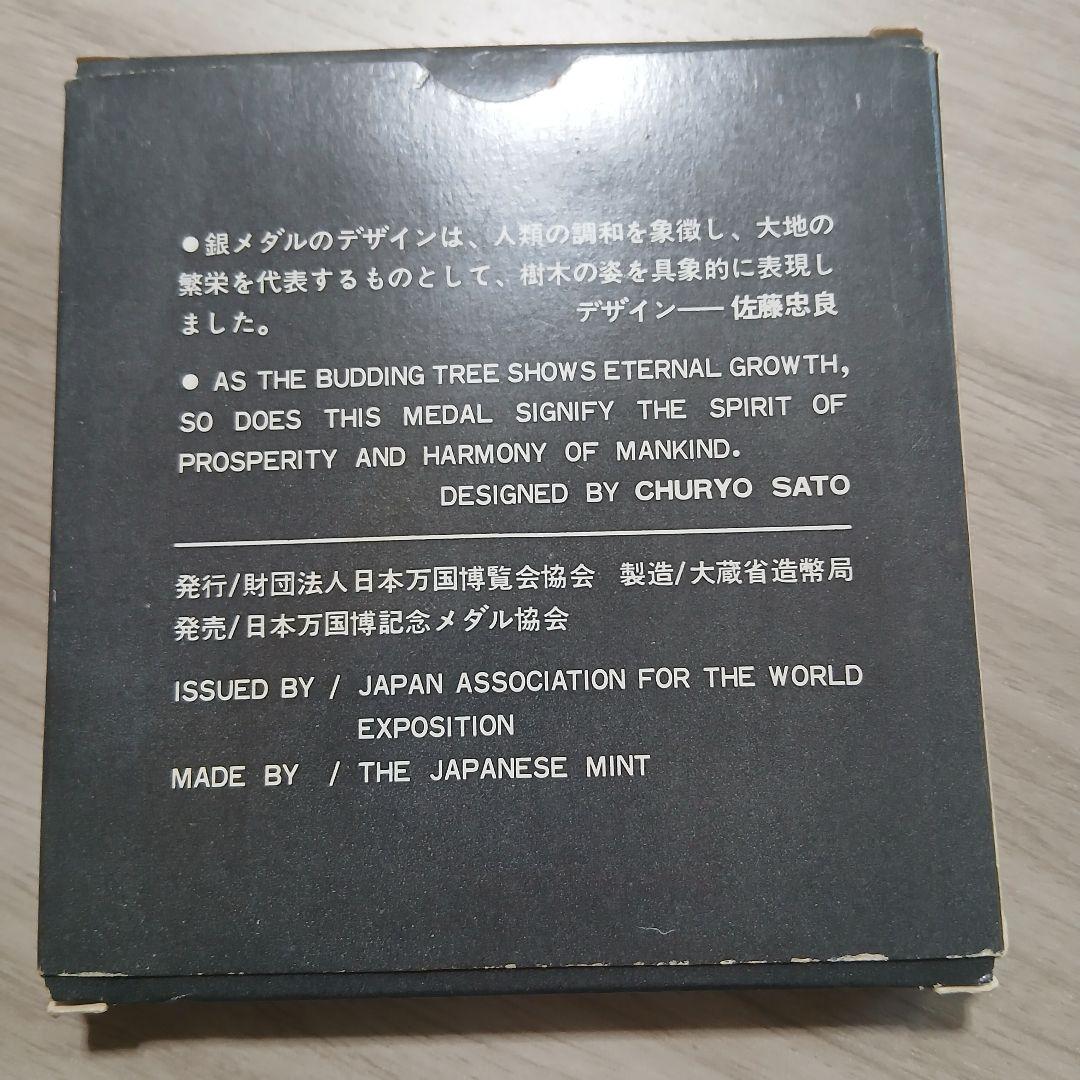 ●銀メダルのデザインは、人類の調和を象徴し、大地の
繁栄を代表するものとして、樹木の姿を具象的に表現し
ました。 デザイン──佐藤忠良
● AS THE BUDDING TREE SHOWS ETERNAL GROWTH,
SO DOES THIS MEDAL SIGNIFY THE SPIRIT OF
PROSPERITY AND HARMONY OF MANKIND.
DESIGNED BY CHURYO SATO
発行/財団法人日本万国博覧会協会 製造/大蔵省造幣局
発売/日本万国博記念メダル協会
ISSUED BY / JAPAN ASSOCIATION FOR THE WORLD
EXPOSITION
MADE BY / THE JAPANESE MINT